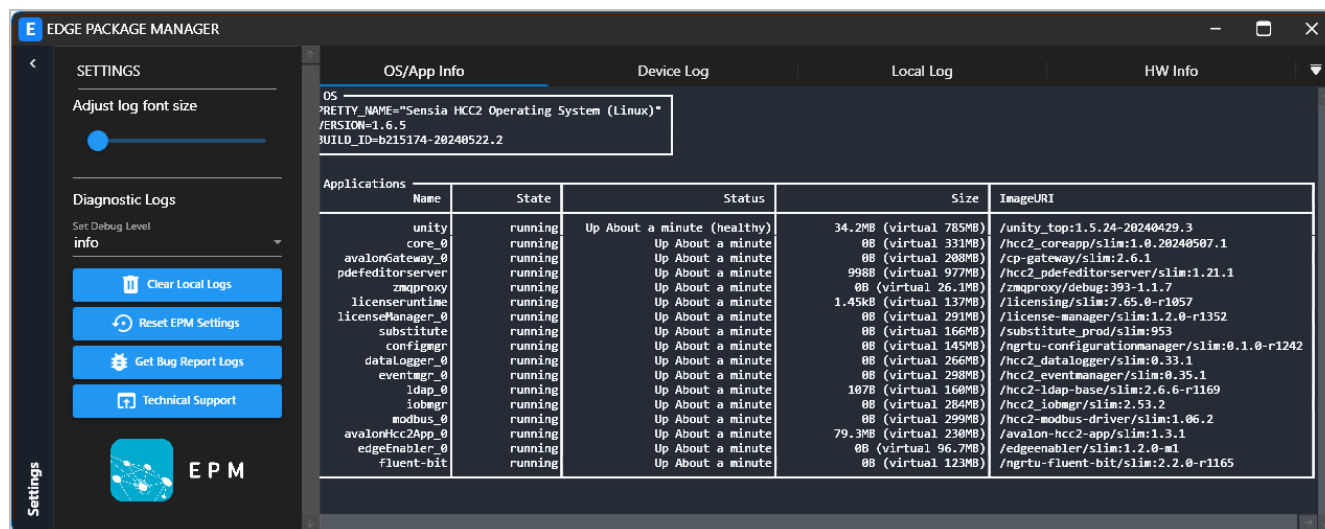 E EDGE PACKAGE MANAGER
SETTINGS
Adjust log font size
Diagnostic Logs
Set Debug Level
info
Clear Local Logs
Reset EPM Settings
Get Bug Report Logs
Technical Support
EPM
Settings
OS/App Info Device Log Local Log HW Info
OS
PRETTY_NAME="Sensia HCC2 Operating System (Linux)"
VERSION=1.6.5
BUILD_ID=b215174-20240522.2
Applications
Name State Status Size ImageURI
unity running Up About a minute (healthy) 34.2MB (virtual 785MB) /unity_top:1.5.24-20240429.3
core_0 running Up About a minute 0B (virtual 331MB) /hcc2_coreapp/slim:1.0.20240507.1
avalonGateway_0 running Up About a minute 0B (virtual 208MB) /cp-gateway/slim:2.6.1
pdefeditorserver running Up About a minute 998B (virtual 977MB) /hcc2_pdefeditorserver/slim:1.21.1
zmqproxy running Up About a minute 0B (virtual 26.1MB) /zmqproxy/debug:393-1.1.7
licenseruntime running Up About a minute 1.45kB (virtual 137MB) /licensing/slim:7.65.0-r1057
licenseManager_0 running Up About a minute 0B (virtual 291MB) /license-manager/slim:1.2.0-r1352
substitute running Up About a minute 0B (virtual 166MB) /substitute_prod/slim:953
configmgr running Up About a minute 0B (virtual 145MB) /ngrtu-configurationmanager/slim:0.1.0-r1242
dataLogger_0 running Up About a minute 0B (virtual 266MB) /hcc2_datalogger/slim:0.33.1
eventmgr_0 running Up About a minute 0B (virtual 298MB) /hcc2_eventmanager/slim:0.35.1
ldap_0 running Up About a minute 107B (virtual 160MB) /hcc2-ldap-base/slim:2.6.6-r1169
iobmgr running Up About a minute 0B (virtual 284MB) /hcc2_iobmgr/slim:2.53.2
modbus_0 running Up About a minute 0B (virtual 299MB) /hcc2-modbus-driver/slim:1.06.2
avalonHcc2App_0 running Up About a minute 79.3MB (virtual 230MB) /avalon-hcc2-app/slim:1.3.1
edgeEnabler_0 running Up About a minute 0B (virtual 96.7MB) /edgeenabler/slim:1.2.0-m1
fluent-bit running Up About a minute 0B (virtual 123MB) /ngrtu-fluent-bit/slim:2.2.0-r1165